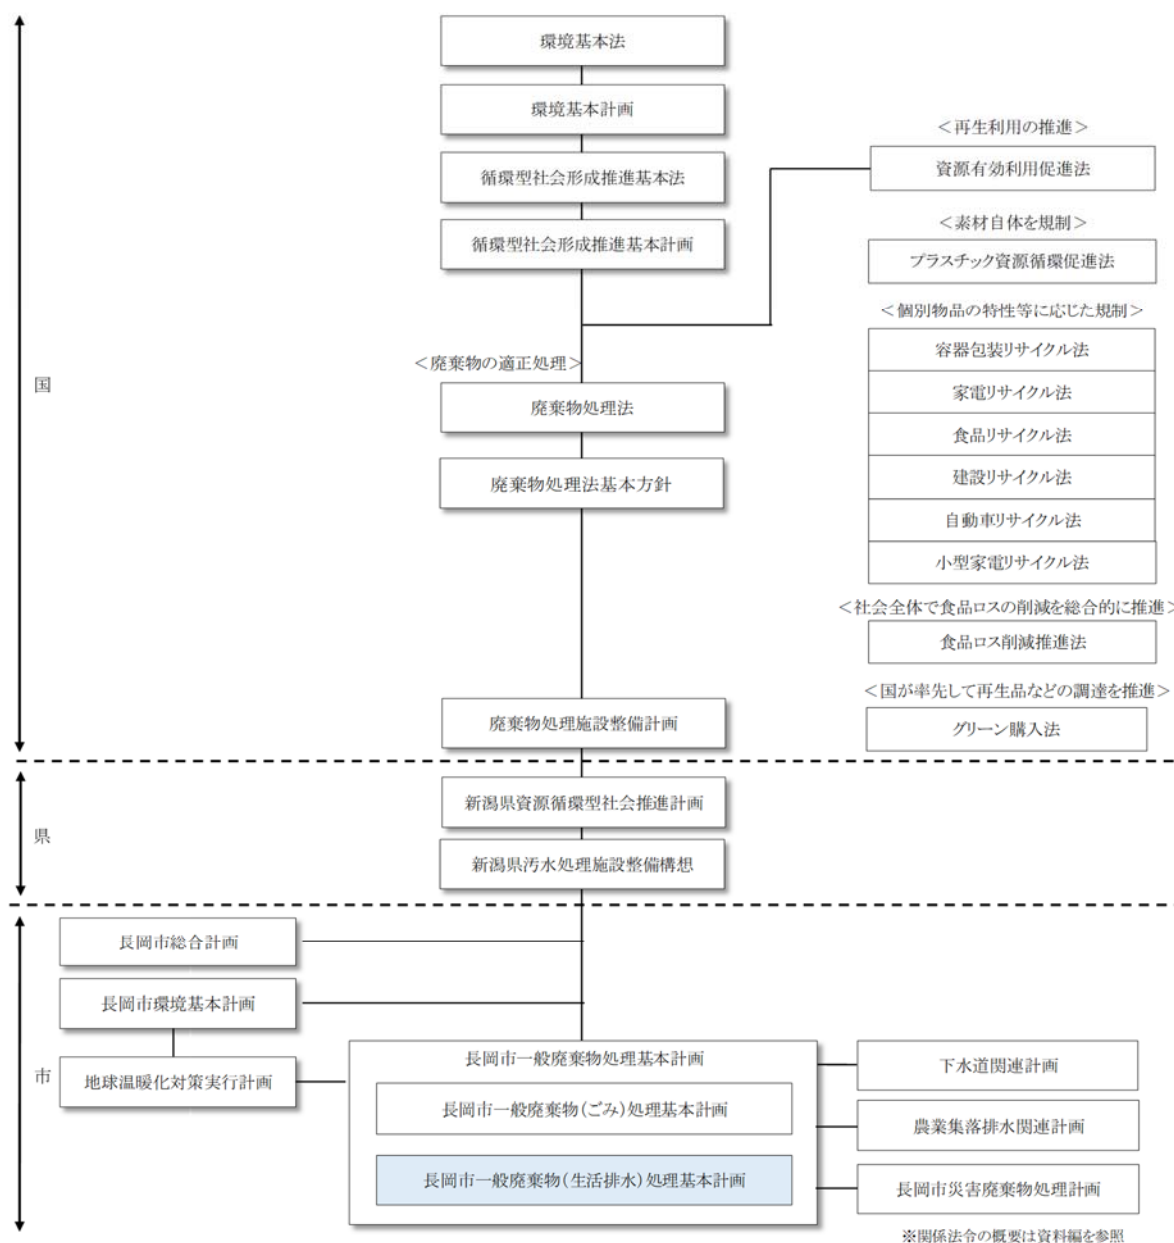 環境基本法
環境基本計画
循環型社会形成推進基本法
循環型社会形成推進基本計画
＜再生利用の推進＞
資源有効利用促進法
＜素材自体を規制＞
プラスチック資源循環促進法
＜個別物品の特性等に応じた規制＞
容器包装リサイクル法
家電リサイクル法
食品リサイクル法
建設リサイクル法
自動車リサイクル法
小型家電リサイクル法
＜社会全体で食品ロスの削減を総合的に推進＞
食品ロス削減推進法
＜国が率先して再生品などの調達を推進＞
グリーン購入法
国
＜廃棄物の適正処理＞
廃棄物処理法
廃棄物処理法基本方針
廃棄物処理施設整備計画
県
新潟県資源循環型社会推進計画
新潟県汚水処理施設整備構想
市
長岡市総合計画
長岡市環境基本計画
地球温暖化対策実行計画
長岡市一般廃棄物処理基本計画
長岡市一般廃棄物(ごみ)処理基本計画
長岡市一般廃棄物(生活排水)処理基本計画
下水道関連計画
農業集落排水関連計画
長岡市災害廃棄物処理計画
※関係法令の概要は資料編を参照